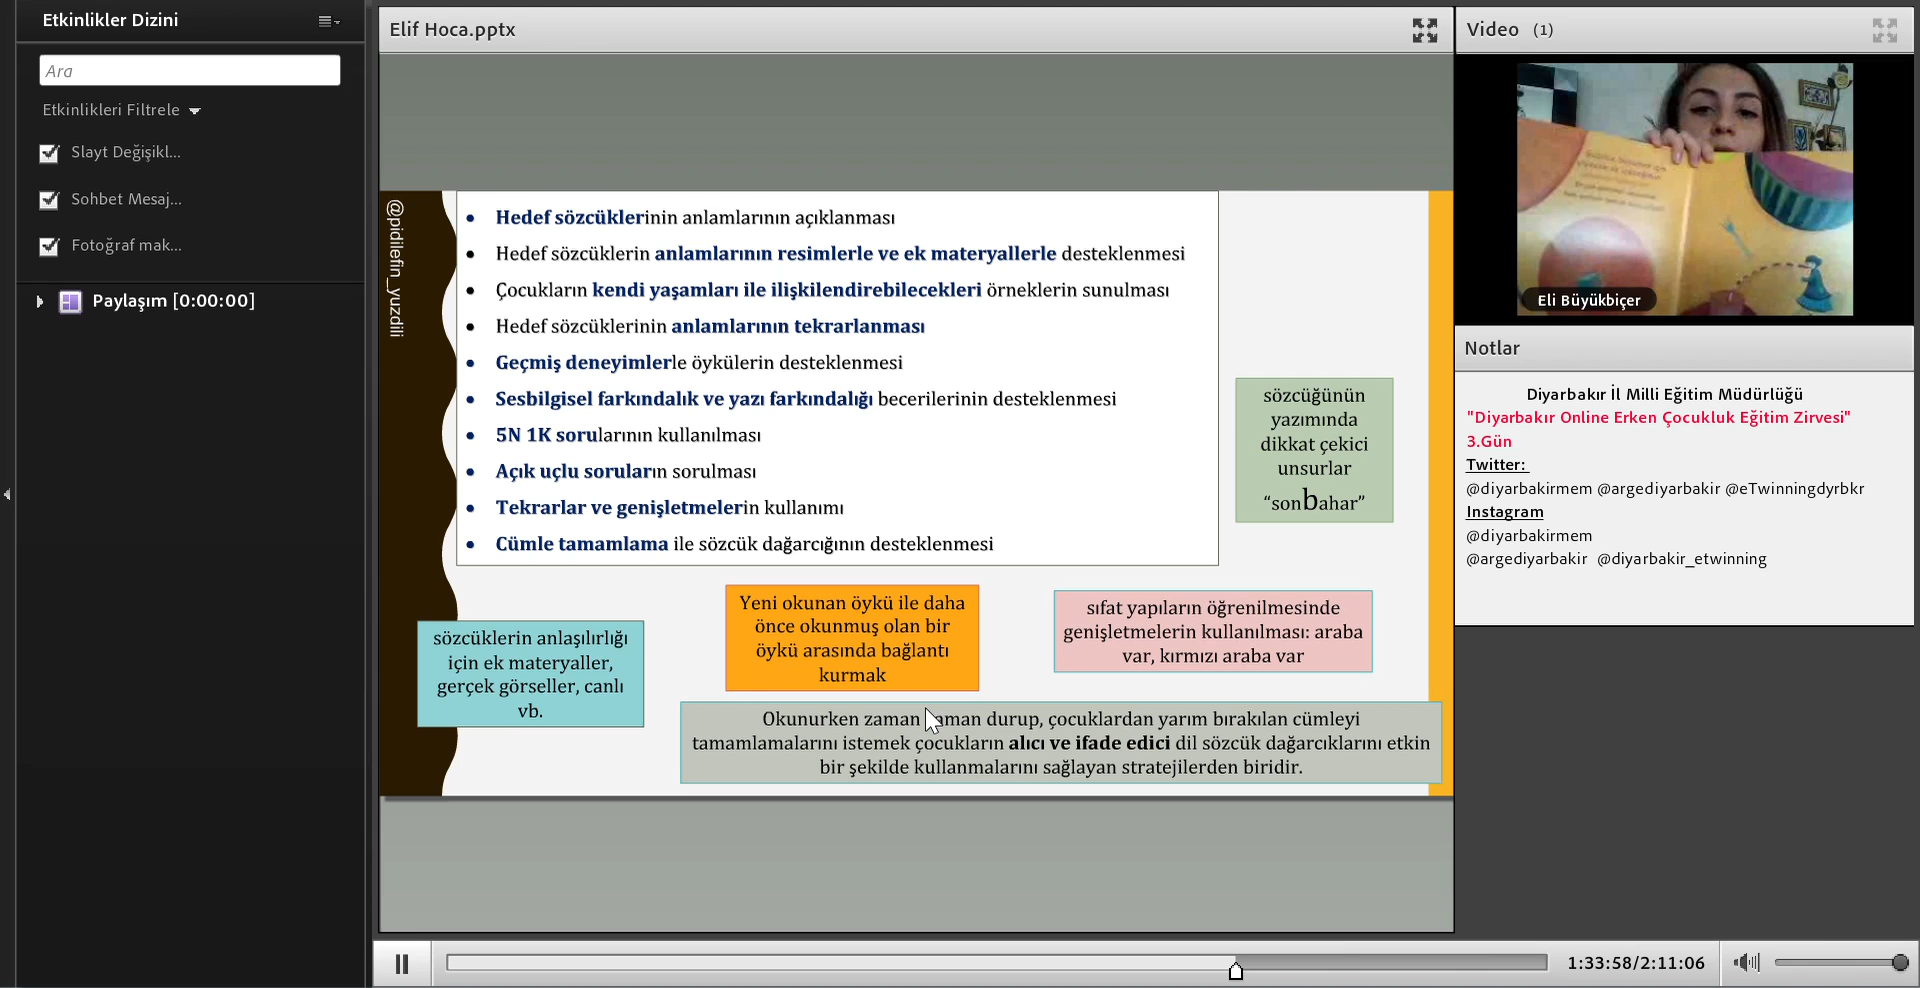 Etkinlikler Dizini
Ara
Etkinlikleri Filtrele
Slayt Değişikl...
Sohbet Mesaj...
Fotoğraf mak...
Paylaşım [0:00:00]
Elif Hoca.pptx
@pidilefin_yuzdili
• Hedef sözcüklerinin anlamlarının açıklanması
• Hedef sözcüklerin anlamlarının resimlerle ve ek materyallerle desteklenmesi
• Çocukların kendi yaşamları ile ilişkilendirebilecekleri örneklerin sunulması
• Hedef sözcüklerinin anlamlarının tekrarlanması
• Geçmiş deneyimlerle öykülerin desteklenmesi
• Sesbilgisel farkındalık ve yazı farkındalığı becerilerinin desteklenmesi
• 5N 1K sorularının kullanılması
• Açık uçlu soruların sorulması
• Tekrarlar ve genişletmelerin kullanımı
• Cümle tamamlama ile sözcük dağarcığının desteklenmesi
sözcüğünün
yazımında
dikkat çekici
unsurlar
“sonbahar”
sözcüklerin anlaşılırlığı
için ek materyaller,
gerçek görseller, canlı
vb.
Yeni okunan öykü ile daha
önce okunmuş olan bir
öykü arasında bağlantı
kurmak
sıfat yapıların öğrenilmesinde
genişletmelerin kullanılması: araba
var, kırmızı araba var
Okunurken zaman zaman durup, çocuklardan yarım bırakılan cümleyi
tamamlamalarını istemek çocukların alıcı ve ifade edici dil sözcük dağarcıklarını etkin
bir şekilde kullanmalarını sağlayan stratejilerden biridir.
Video (1)
Eli Büyükbiçer
Notlar
Diyarbakır İl Milli Eğitim Müdürlüğü
"Diyarbakır Online Erken Çocukluk Eğitim Zirvesi"
3.Gün
Twitter:
@diyarbakirmem @argediyarbakir @eTwinningdyrbkr
Instagram
@diyarbakirmem
@argediyarbakir @diyarbakir_etwinning
1:33:58/2:11:06